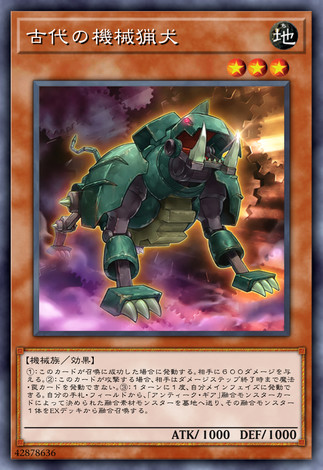 古代の機械猟犬
地
【機械族／効果】
①：このカードが召喚に成功した場合に発動する。相手に６００ダメージを与
える。②：このカードが攻撃する場合、相手はダメージステップ終了時まで魔法
・罠カードを発動できない。③：１ターンに１度、自分メインフェイズに発動で
きる。自分の手札・フィールドから、「アンティーク・ギア」融合モンスターカー
ドによって決められた融合素材モンスターを墓地へ送り、その融合モンスター
１体をEXデッキから融合召喚する。
ATK/1000 DEF/1000
42878636